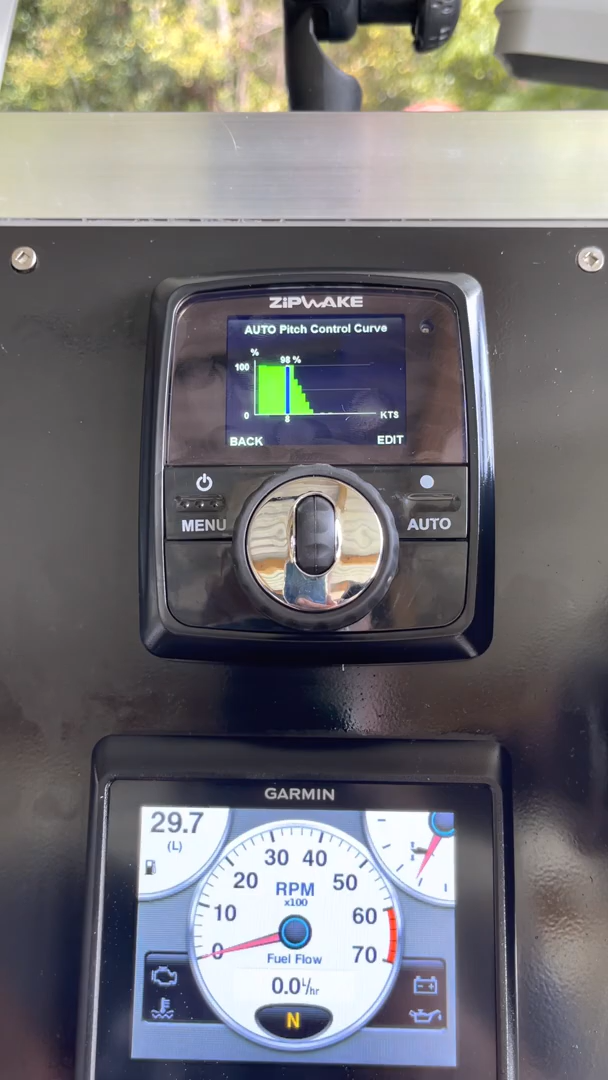 ZIPWAKE
AUTO Pitch Control Curve
%
98 %
100
0
8
KTS
BACK
EDIT
MENU
AUTO
GARMIN
29.7
(L)
30 40
20 50
10 60
0 70
RPM
x100
Fuel Flow
0.0 L/hr
N